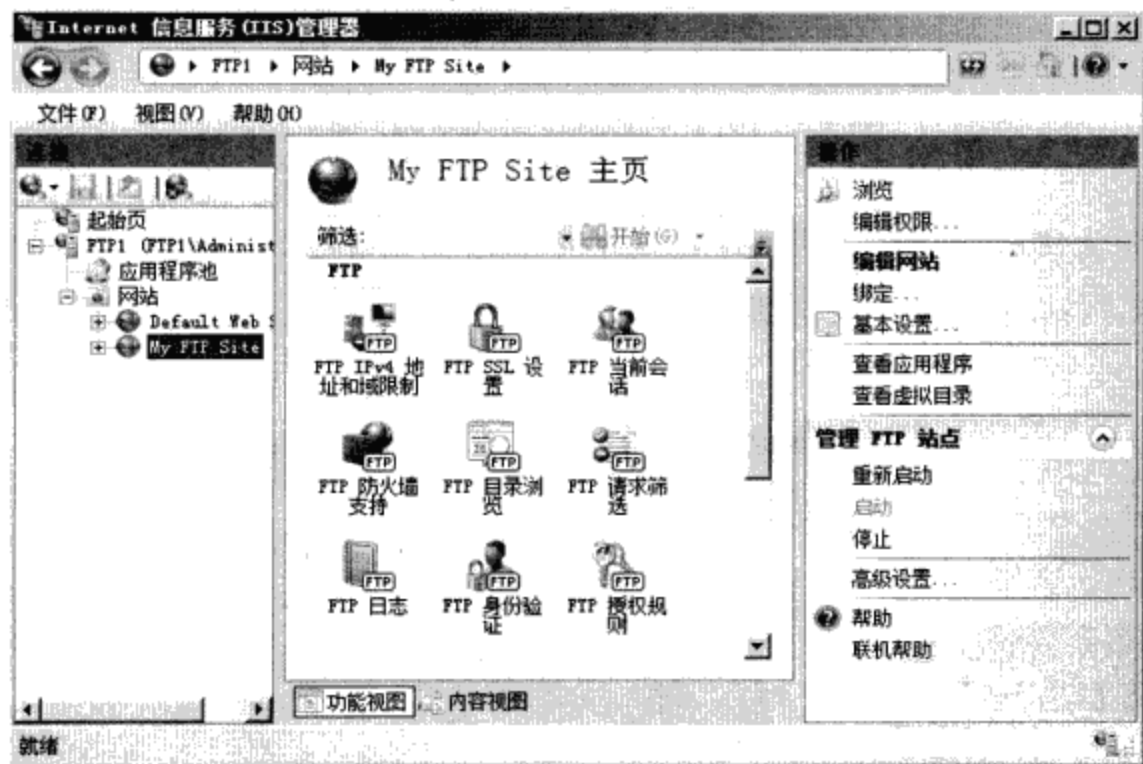 Internet 信息服务(IIS)管理器
FTP1 ▸ 网站 ▸ My FTP Site ▸
文件(F) 视图(V) 帮助(H)
连接
起始页
FTP1 (FTP1\Administ
应用程序池
网站
Default Web S
My FTP Site
My FTP Site 主页
筛选:
开始(G)
FTP
FTP IPv4 地
址和域限制
FTP SSL 设
置
FTP 当前会
话
FTP 防火墙
支持
FTP 目录浏
览
FTP 请求筛
选
FTP 日志
FTP 身份验
证
FTP 授权规
则
功能视图
内容视图
操作
浏览
编辑权限...
编辑网站
绑定...
基本设置...
查看应用程序
查看虚拟目录
管理 FTP 站点
重新启动
启动
停止
高级设置...
帮助
联机帮助
就绪